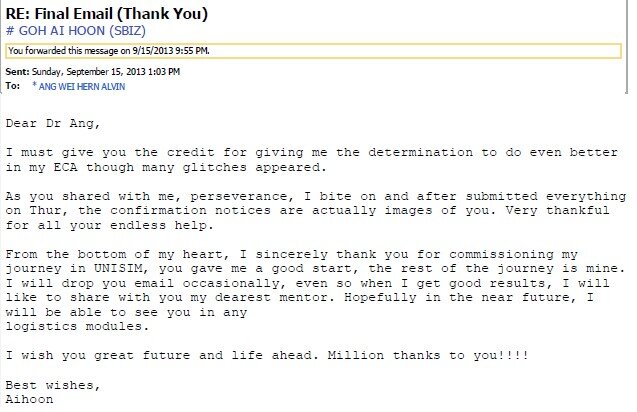 RE: Final Email (Thank You)
# GOH AI HOON (SBIZ)
You forwarded this message on 9/15/2013 9:55 PM.
Sent: Sunday, September 15, 2013 1:03 PM
To: * ANG WEI HERN ALVIN
Dear Dr Ang,
I must give you the credit for giving me the determination to do even better
in my ECA though many glitches appeared.
As you shared with me, perseverance, I bite on and after submitted everything
on Thur, the confirmation notices are actually images of you. Very thankful
for all your endless help.
From the bottom of my heart, I sincerely thank you for commissioning my
journey in UNISIM, you gave me a good start, the rest of the journey is mine.
I will drop you email occasionally, even so when I get good results, I will
like to share with you my dearest mentor. Hopefully in the near future, I
will be able to see you in any
logistics modules.
I wish you great future and life ahead. Million thanks to you!!!!
Best wishes,
Aihoon